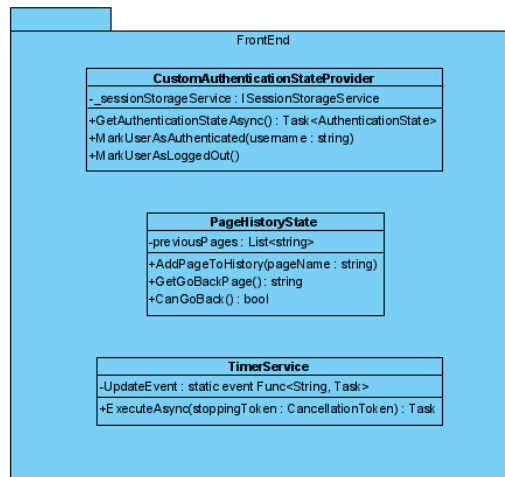 FrontEnd
CustomAuthenticationStateProvider
-_sessionStorageService : ISessionStorageService
+GetAuthenticationStateAsync() : Task<AuthenticationState>
+MarkUserAsAuthenticated(username : string)
+MarkUserAsLoggedOut()
PageHistoryState
-previousPages : List<string>
+AddPageToHistory(pageName : string)
+GetGoBackPage() : string
+CanGoBack() : bool
TimerService
-UpdateEvent : static event Func<String, Task>
+ExecuteAsync(stoppingToken : CancellationToken) : Task